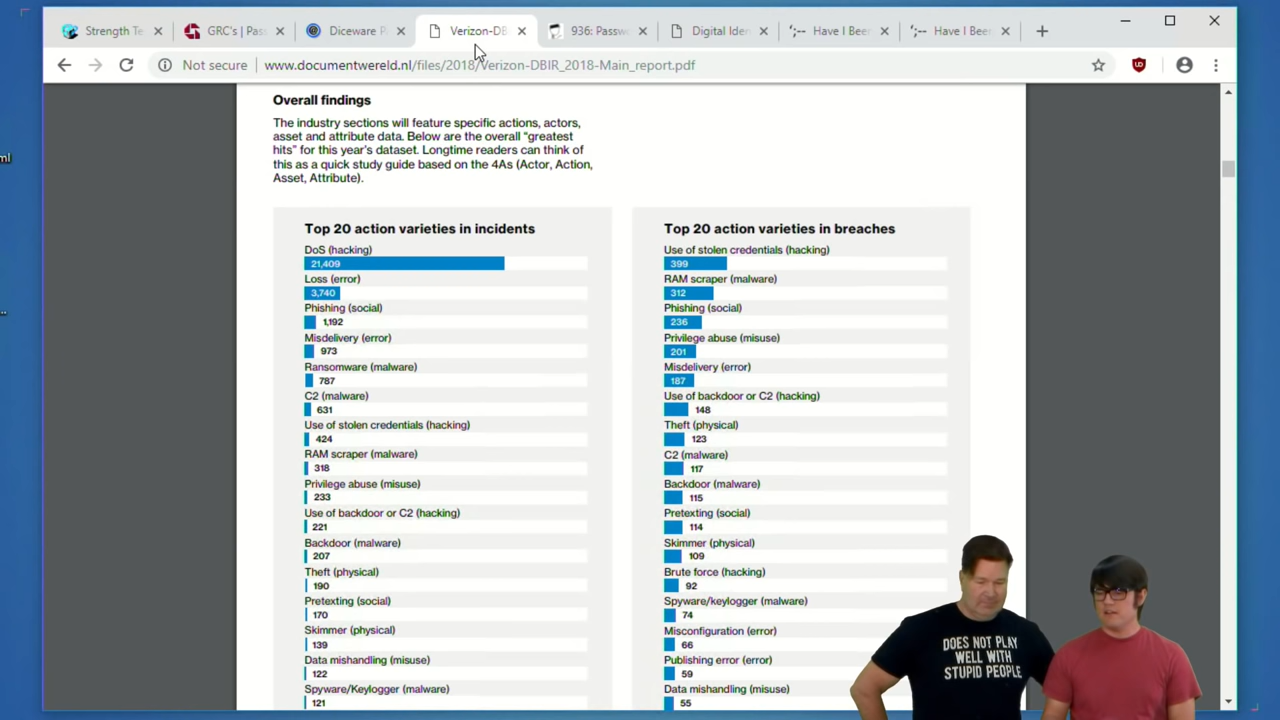 Strength Te
GRC's | Pas
Diceware P
Verizon-DB
936: Passw
Digital Iden
Have I Beer
Have I Beer
Not secure
www.documentwereld.nl/files/2018/Verizon-DBIR_2018-Main_report.pdf
ml
..
Overall findings
The industry sections will feature specific actions, actors,
asset and attribute data. Below are the overall “greatest
hits” for this year’s dataset. Longtime readers can think of
this as a quick study guide based on the 4As (Actor, Action,
Asset, Attribute).
Top 20 action varieties in incidents
DoS (hacking)
21,409
Loss (error)
3,740
Phishing (social)
1,192
Misdelivery (error)
973
Ransomware (malware)
787
C2 (malware)
631
Use of stolen credentials (hacking)
424
RAM scraper (malware)
318
Privilege abuse (misuse)
233
Use of backdoor or C2 (hacking)
221
Backdoor (malware)
207
Theft (physical)
190
Pretexting (social)
170
Skimmer (physical)
139
Data mishandling (misuse)
122
Spyware/Keylogger (malware)
121
Top 20 action varieties in breaches
Use of stolen credentials (hacking)
399
RAM scraper (malware)
312
Phishing (social)
236
Privilege abuse (misuse)
201
Misdelivery (error)
187
Use of backdoor or C2 (hacking)
148
Theft (physical)
123
C2 (malware)
117
Backdoor (malware)
115
Pretexting (social)
114
Skimmer (physical)
109
Brute force (hacking)
92
Spyware/keylogger (malware)
74
Misconfiguration (error)
66
Publishing error (error)
59
Data mishandling (misuse)
55
DOES NOT PLAY
WELL WITH
STUPID PEOPLE